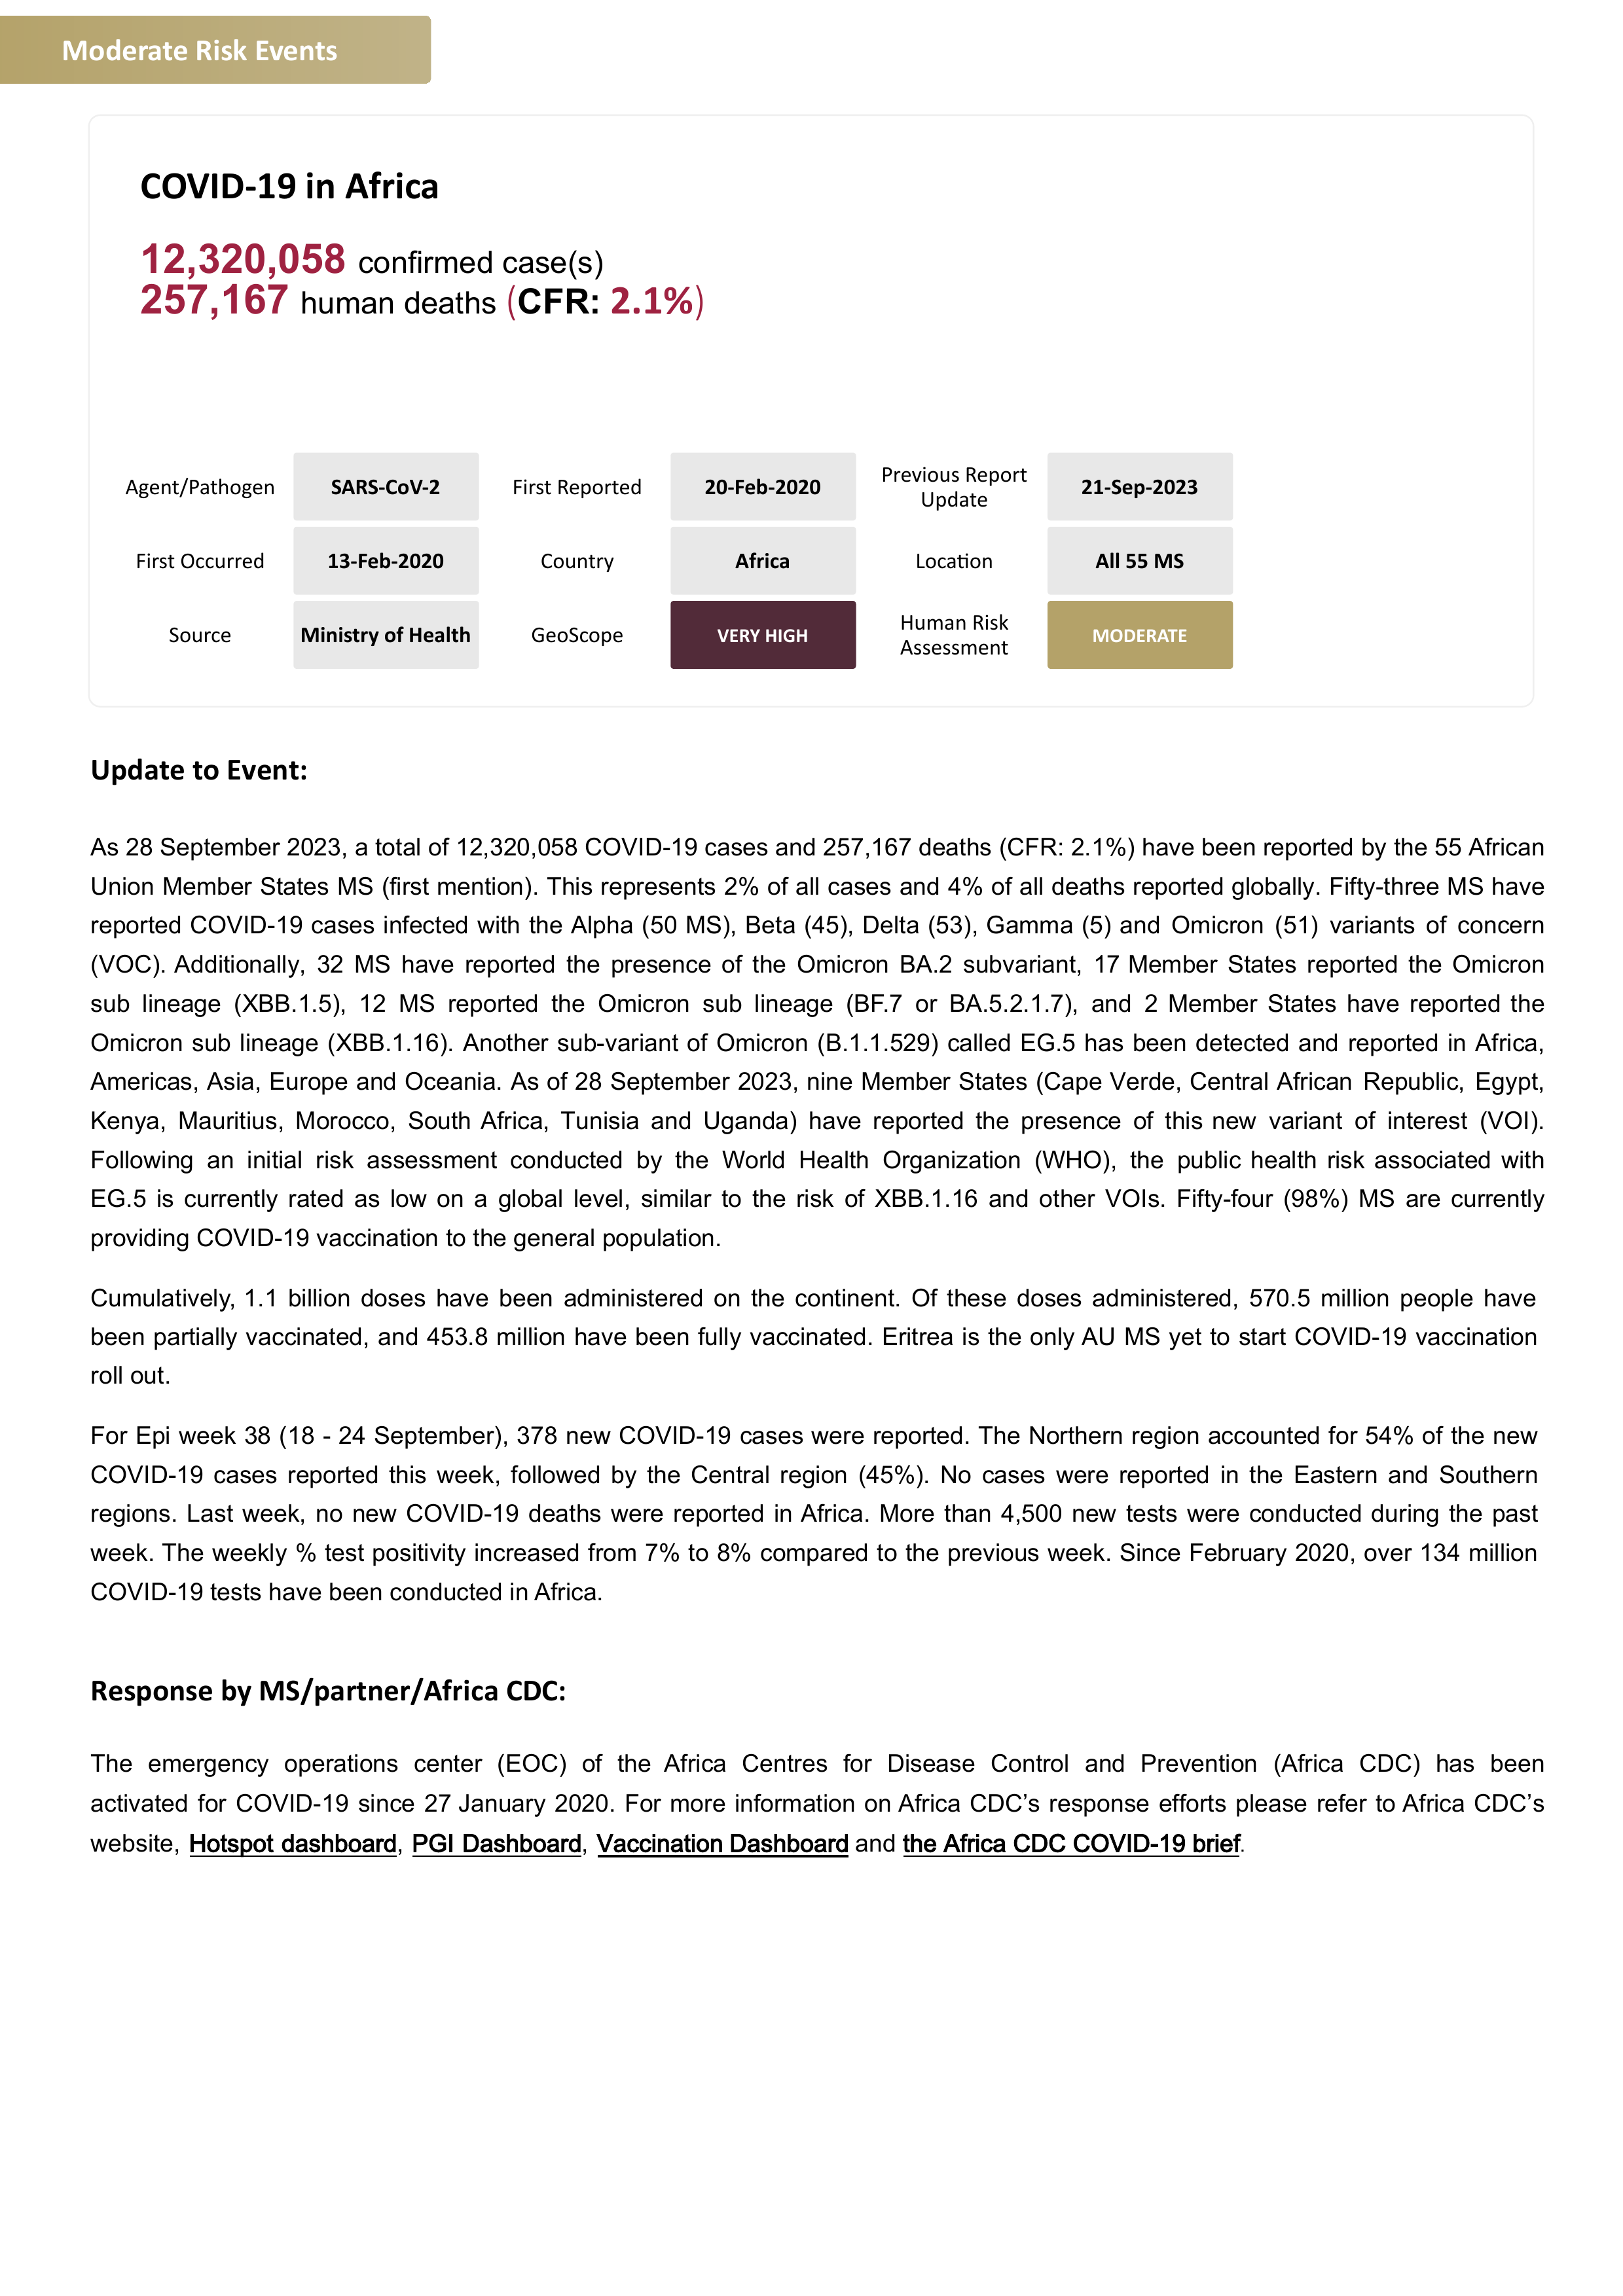 Moderate Risk Events
COVID-19 in Africa
12,320,058 confirmed case(s)
257,167 human deaths (CFR: 2.1%)
Agent/Pathogen SARS-CoV-2 First Reported 20-Feb-2020 Previous Report Update 21-Sep-2023
First Occurred 13-Feb-2020 Country Africa Location All 55 MS
Source Ministry of Health GeoScope VERY HIGH Human Risk Assessment MODERATE
Update to Event:
As 28 September 2023, a total of 12,320,058 COVID-19 cases and 257,167 deaths (CFR: 2.1%) have been reported by the 55 African
Union Member States MS (first mention). This represents 2% of all cases and 4% of all deaths reported globally. Fifty-three MS have
reported COVID-19 cases infected with the Alpha (50 MS), Beta (45), Delta (53), Gamma (5) and Omicron (51) variants of concern
(VOC). Additionally, 32 MS have reported the presence of the Omicron BA.2 subvariant, 17 Member States reported the Omicron
sub lineage (XBB.1.5), 12 MS reported the Omicron sub lineage (BF.7 or BA.5.2.1.7), and 2 Member States have reported the
Omicron sub lineage (XBB.1.16). Another sub-variant of Omicron (B.1.1.529) called EG.5 has been detected and reported in Africa,
Americas, Asia, Europe and Oceania. As of 28 September 2023, nine Member States (Cape Verde, Central African Republic, Egypt,
Kenya, Mauritius, Morocco, South Africa, Tunisia and Uganda) have reported the presence of this new variant of interest (VOI).
Following an initial risk assessment conducted by the World Health Organization (WHO), the public health risk associated with
EG.5 is currently rated as low on a global level, similar to the risk of XBB.1.16 and other VOIs. Fifty-four (98%) MS are currently
providing COVID-19 vaccination to the general population.
Cumulatively, 1.1 billion doses have been administered on the continent. Of these doses administered, 570.5 million people have
been partially vaccinated, and 453.8 million have been fully vaccinated. Eritrea is the only AU MS yet to start COVID-19 vaccination
roll out.
For Epi week 38 (18 - 24 September), 378 new COVID-19 cases were reported. The Northern region accounted for 54% of the new
COVID-19 cases reported this week, followed by the Central region (45%). No cases were reported in the Eastern and Southern
regions. Last week, no new COVID-19 deaths were reported in Africa. More than 4,500 new tests were conducted during the past
week. The weekly % test positivity increased from 7% to 8% compared to the previous week. Since February 2020, over 134 million
COVID-19 tests have been conducted in Africa.
Response by MS/partner/Africa CDC:
The emergency operations center (EOC) of the Africa Centres for Disease Control and Prevention (Africa CDC) has been
activated for COVID-19 since 27 January 2020. For more information on Africa CDC’s response efforts please refer to Africa CDC’s
website, Hotspot dashboard, PGI Dashboard, Vaccination Dashboard and the Africa CDC COVID-19 brief.